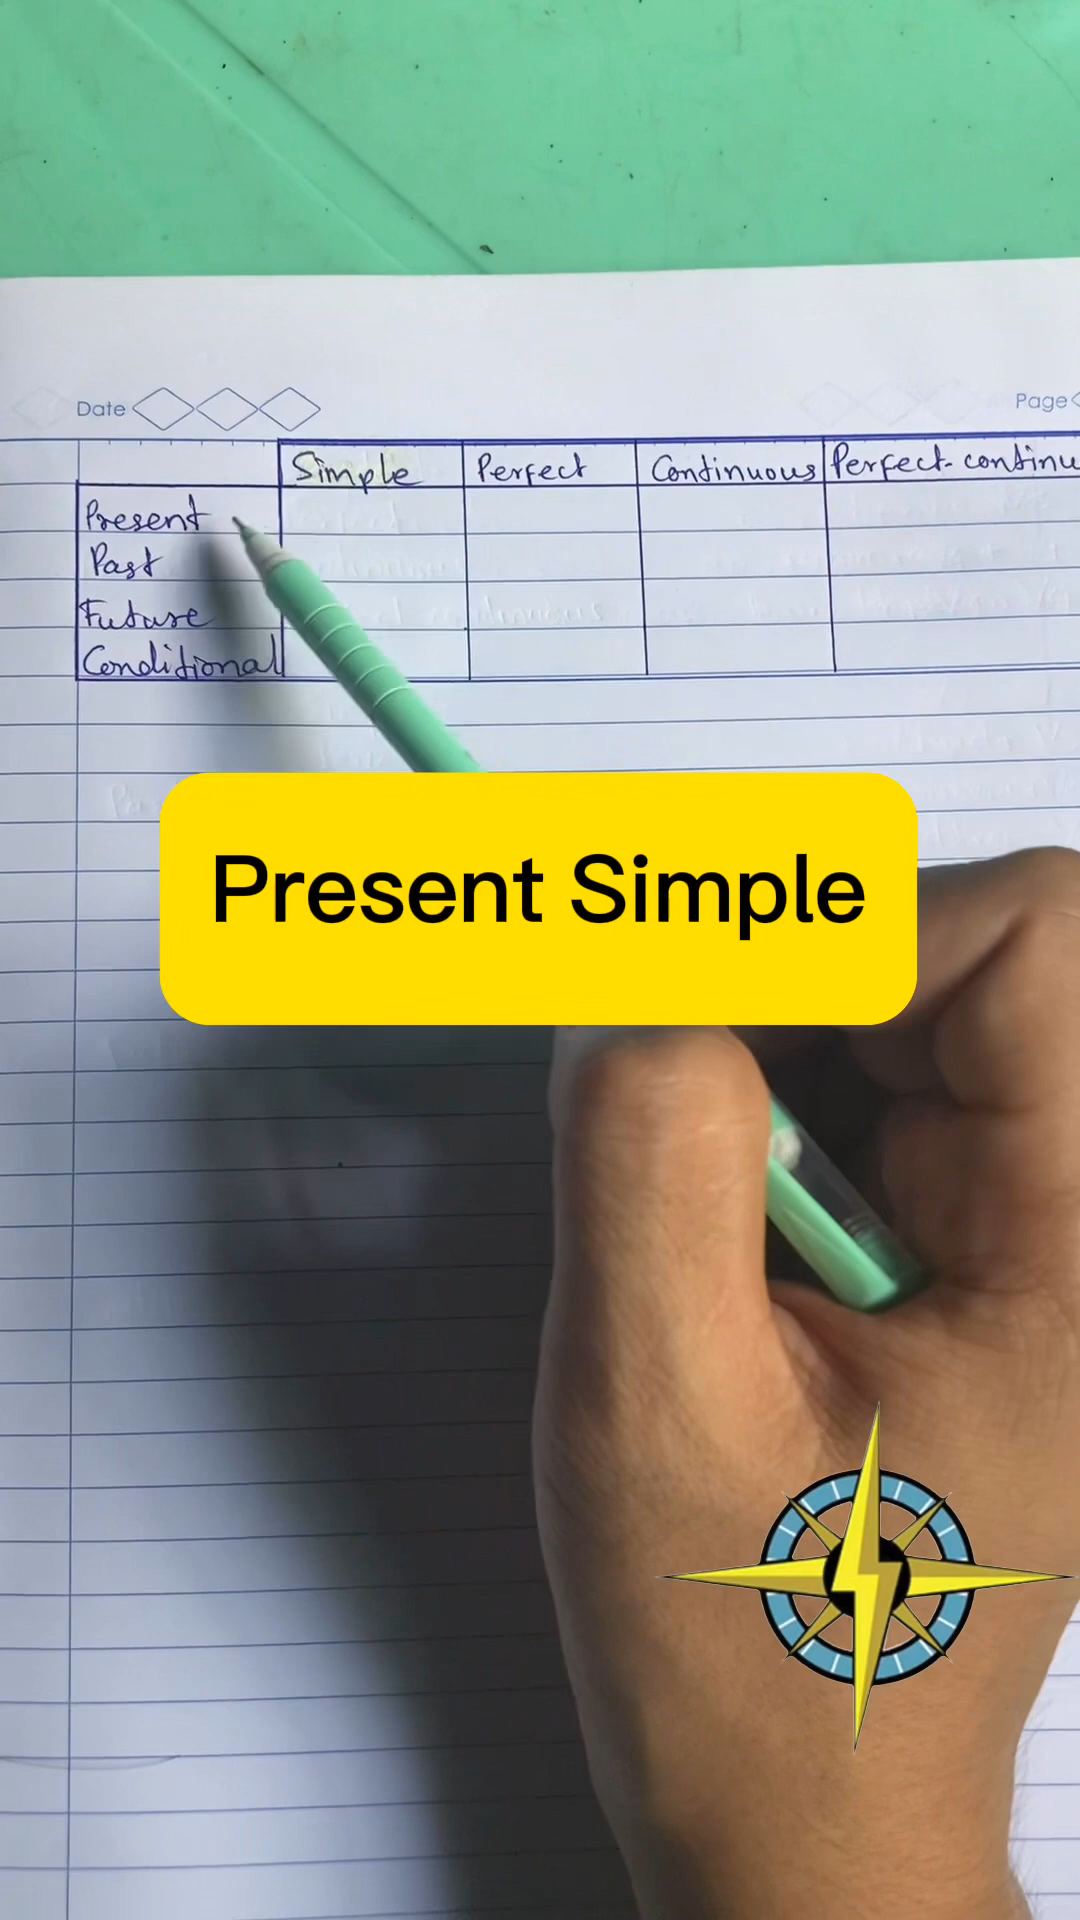 Date
Page
Simple Perfect Continuous Perfect-continu
Present
Past
Future
Conditional
Present Simple